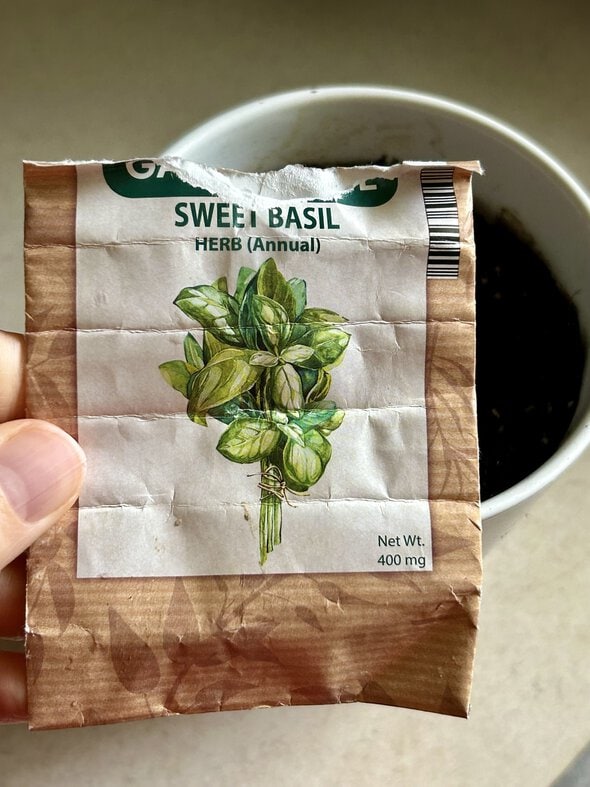 SWEET BASIL
HERB (Annual)
Net Wt.
400 mg